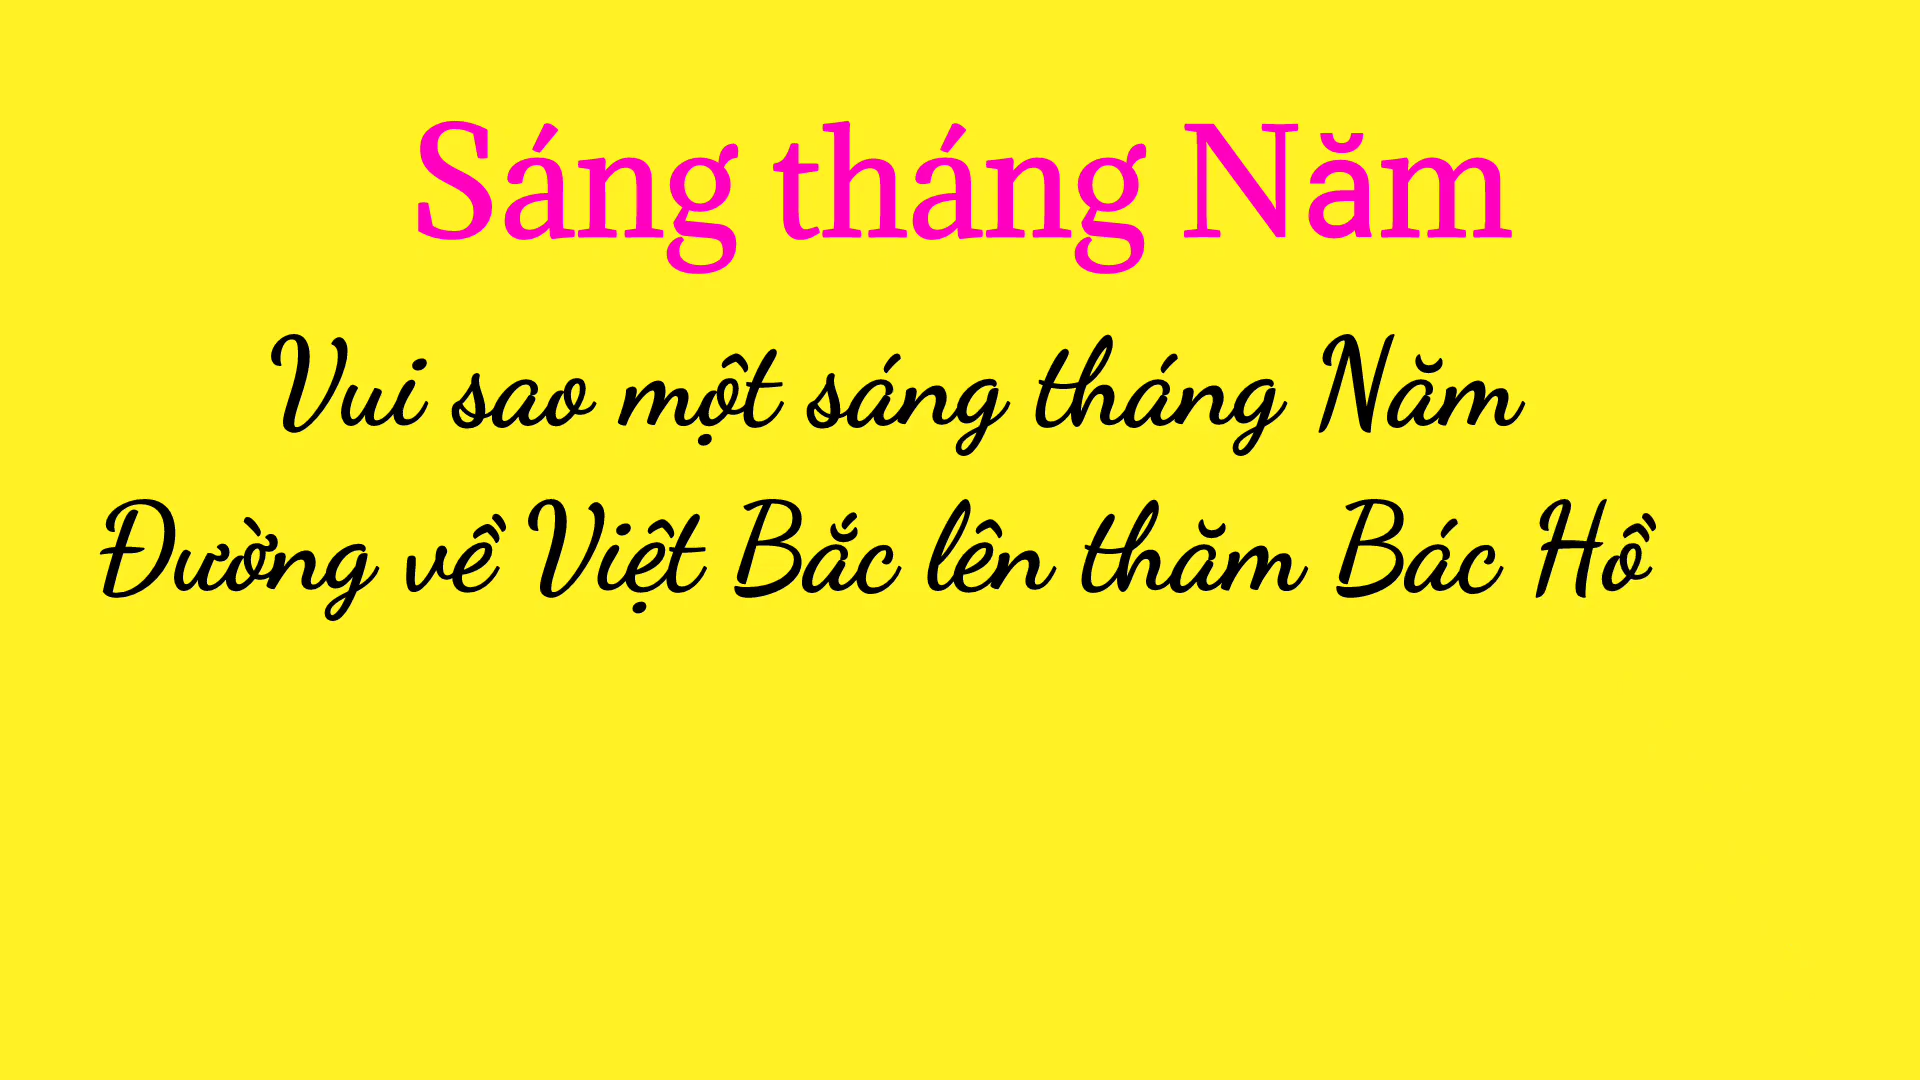 Sáng tháng Năm
Vui sao một sáng tháng Năm
Đường về Việt Bắc lên thăm Bác Hồ